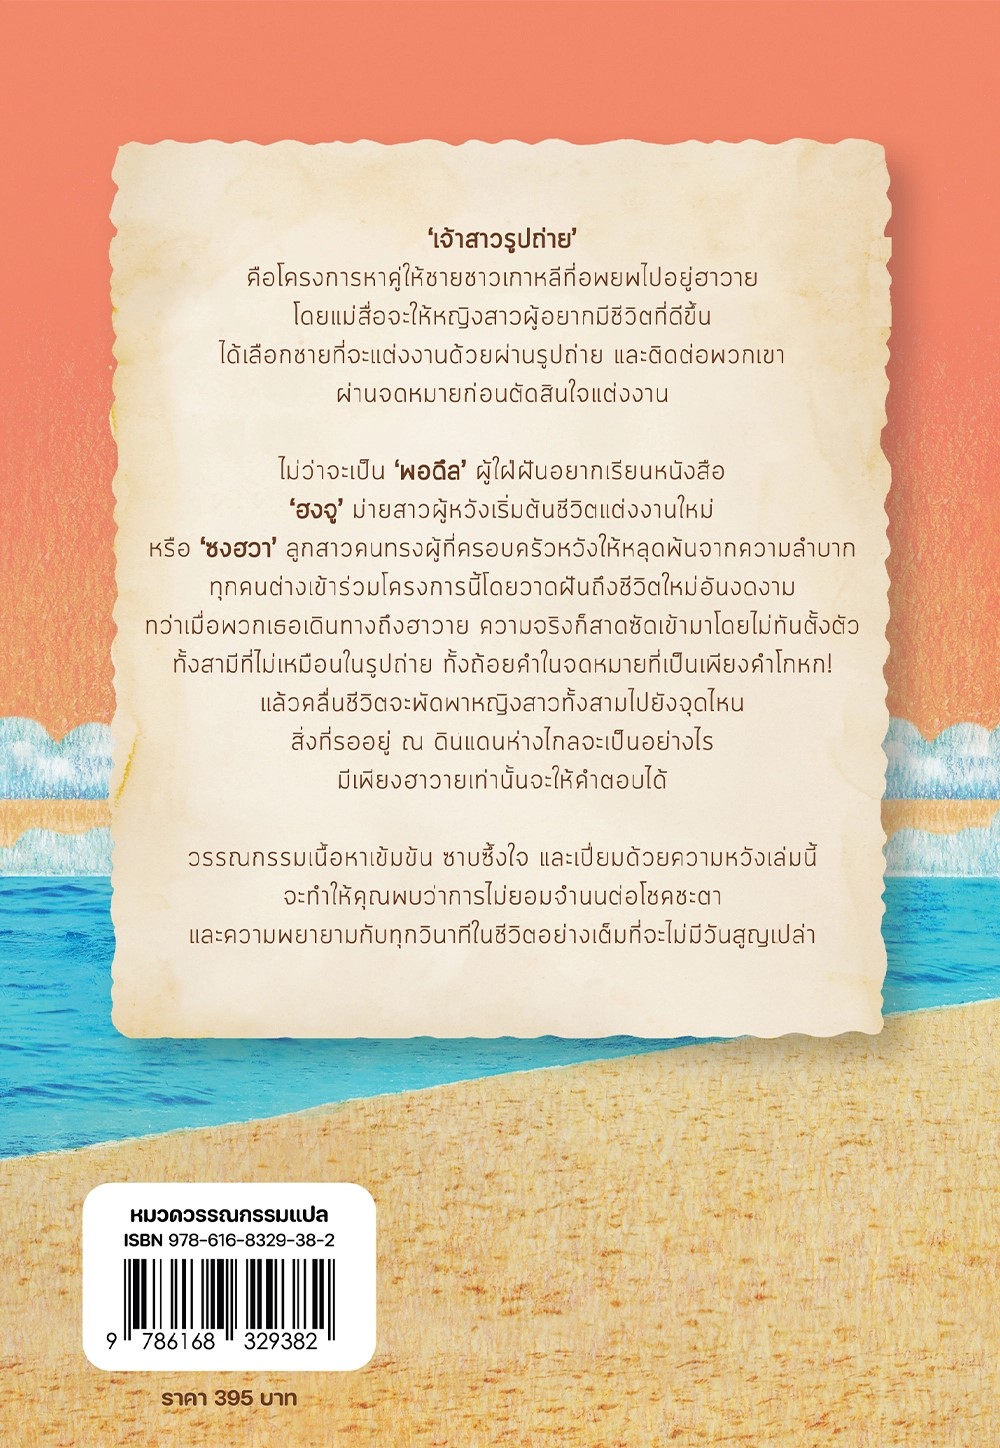 ‘เจ้าสาวรูปถ่าย’
คือโครงการหาคู่ให้ชายชาวเกาหลีที่อพยพไปอยู่ฮาวาย
โดยแม่สื่อจะให้หญิงสาวผู้อยากมีชีวิตที่ดีขึ้น
ได้เลือกชายที่จะแต่งงานด้วยผ่านรูปถ่าย และติดต่อพวกเขา
ผ่านจดหมายก่อนตัดสินใจแต่งงาน
ไม่ว่าจะเป็น ‘พอดึล’ ผู้ใฝ่ฝันอยากเรียนหนังสือ
‘ฮงจู’ ม่ายสาวผู้หวังเริ่มต้นชีวิตแต่งงานใหม่
หรือ ‘ซงฮวา’ ลูกสาวคนทรงผู้ที่ครอบครัวหวังให้หลุดพ้นจากความลำบาก
ทุกคนต่างเข้าร่วมโครงการนี้โดยวาดฝันถึงชีวิตใหม่อันงดงาม
ทว่าเมื่อพวกเธอเดินทางถึงฮาวาย ความจริงก็สาดซัดเข้ามาโดยไม่ทันตั้งตัว
ทั้งสามีที่ไม่เหมือนในรูปถ่าย ทั้งถ้อยคำในจดหมายที่เป็นเพียงคำโกหก!
แล้วคลื่นชีวิตจะพัดพาหญิงสาวทั้งสามไปยังจุดไหน
สิ่งที่รออยู่ ณ ดินแดนห่างไกลจะเป็นอย่างไร
มีเพียงฮาวายเท่านั้นจะให้คำตอบได้
วรรณกรรมเนื้อหาเข้มข้น ซาบซึ้งใจ และเปี่ยมด้วยความหวังเล่มนี้
จะทำให้คุณพบว่าการไม่ยอมจำนนต่อโชคชะตา
และความพยายามกับทุกวินาทีในชีวิตอย่างเต็มที่จะไม่มีวันสูญเปล่า
หมวดวรรณกรรมแปล
ISBN 978-616-8329-38-2
9 786168 329382
ราคา 395 บาท